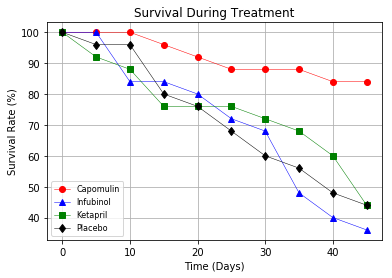 Survival During Treatment
100
90
80
70
60
50
40
Survival Rate (%)
Capomulin
Infubinol
Ketapril
Placebo
0
10
20
30
40
Time (Days)